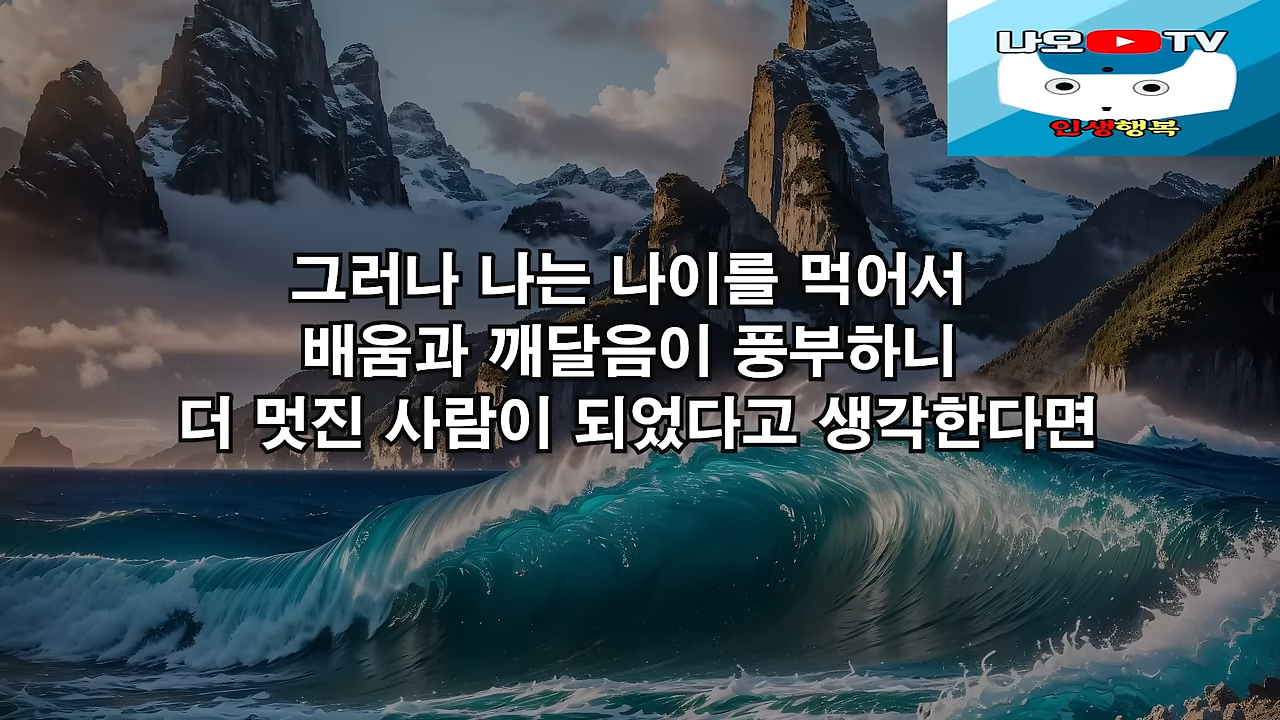 나오 TV
인생행복
그러나 나는 나이를 먹어서
배움과 깨달음이 풍부하니
더 멋진 사람이 되었다고 생각한다면